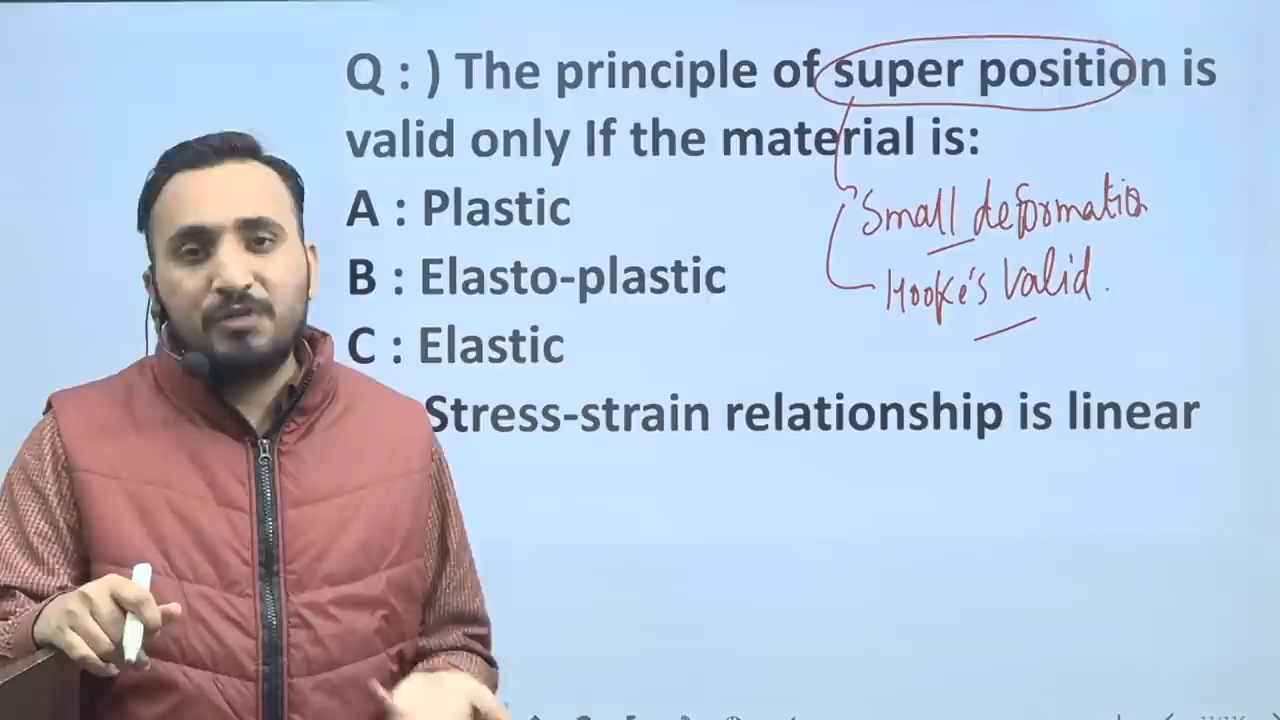 Q : ) The principle of super position is
valid only If the material is:
A : Plastic
Small deformation
B : Elasto-plastic
Hooke's Valid.
C : Elastic
Stress-strain relationship is linear